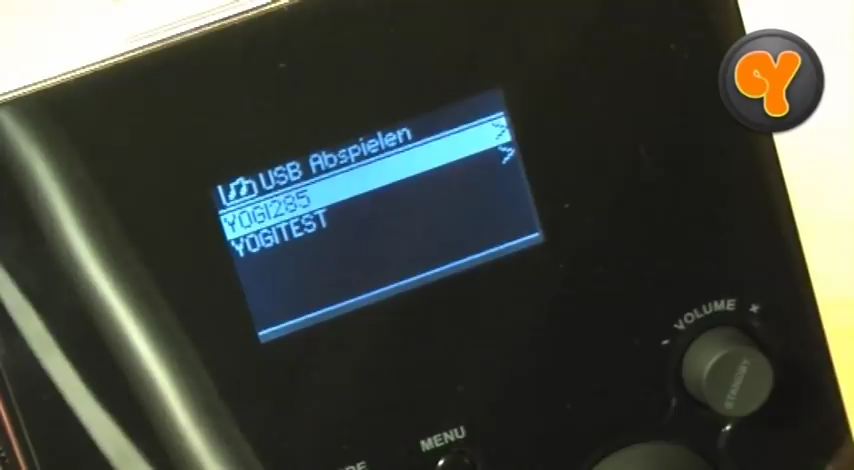 USB Abspielen
YOGI285 >
YOGITEST >
- VOLUME +
STANDBY
MENU